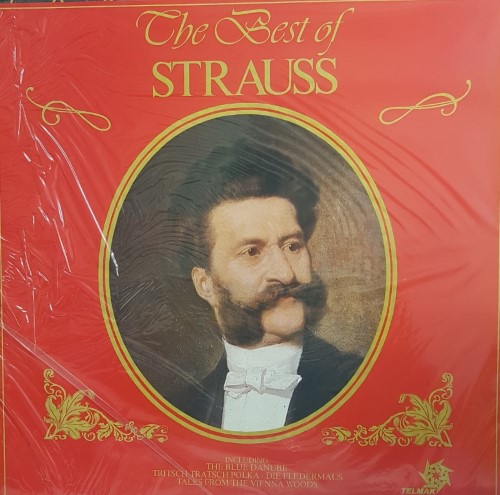 The Best of
STRAUSS
INCLUDING
THE BLUE DANUBE
TRITSCH-TRATSCH POLKA · DIE FLEDERMAUS
TALES FROM THE VIENNA WOODS
TELMAK